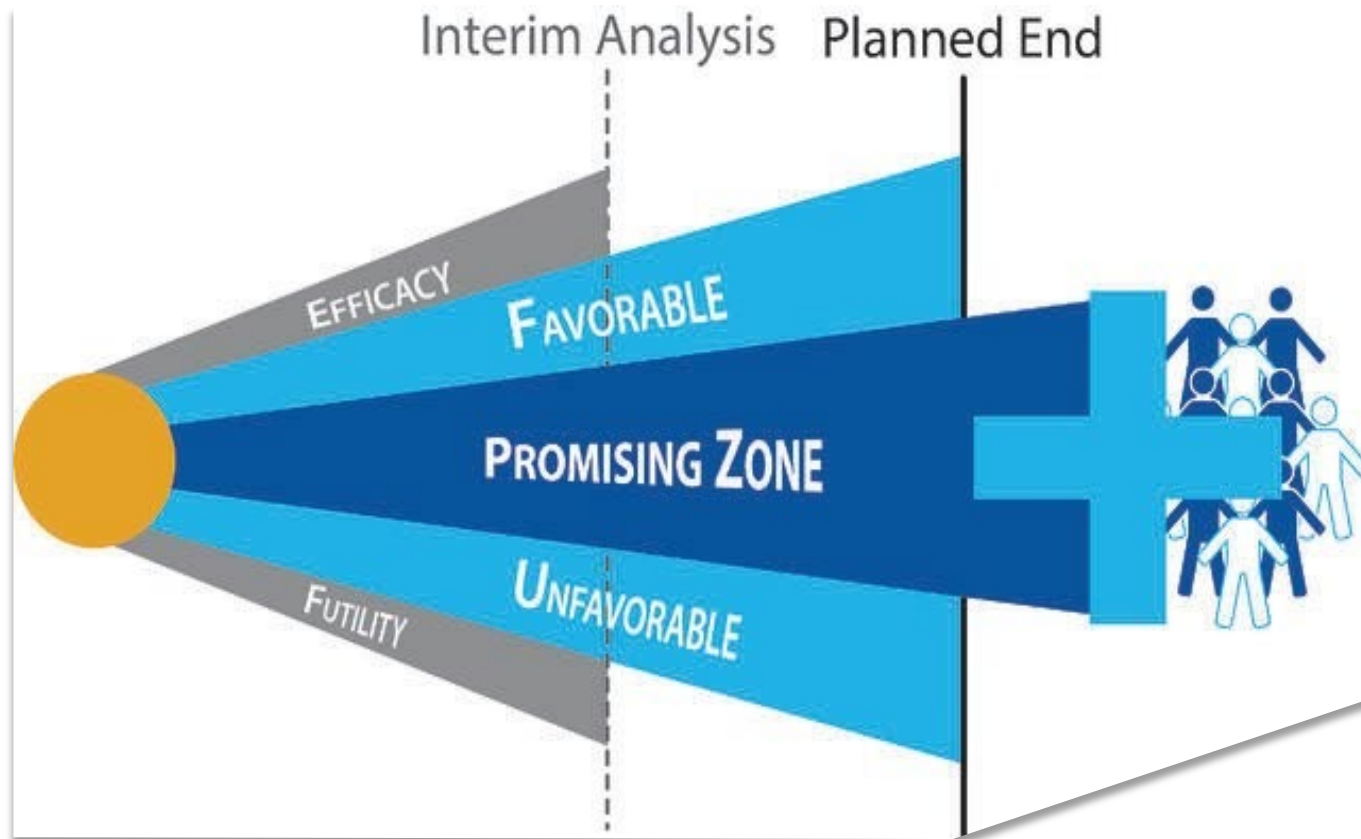 Interim Analysis
Planned End
EFFICACY
FAVORABLE
PROMISING ZONE
UNFAVORABLE
FUTILITY